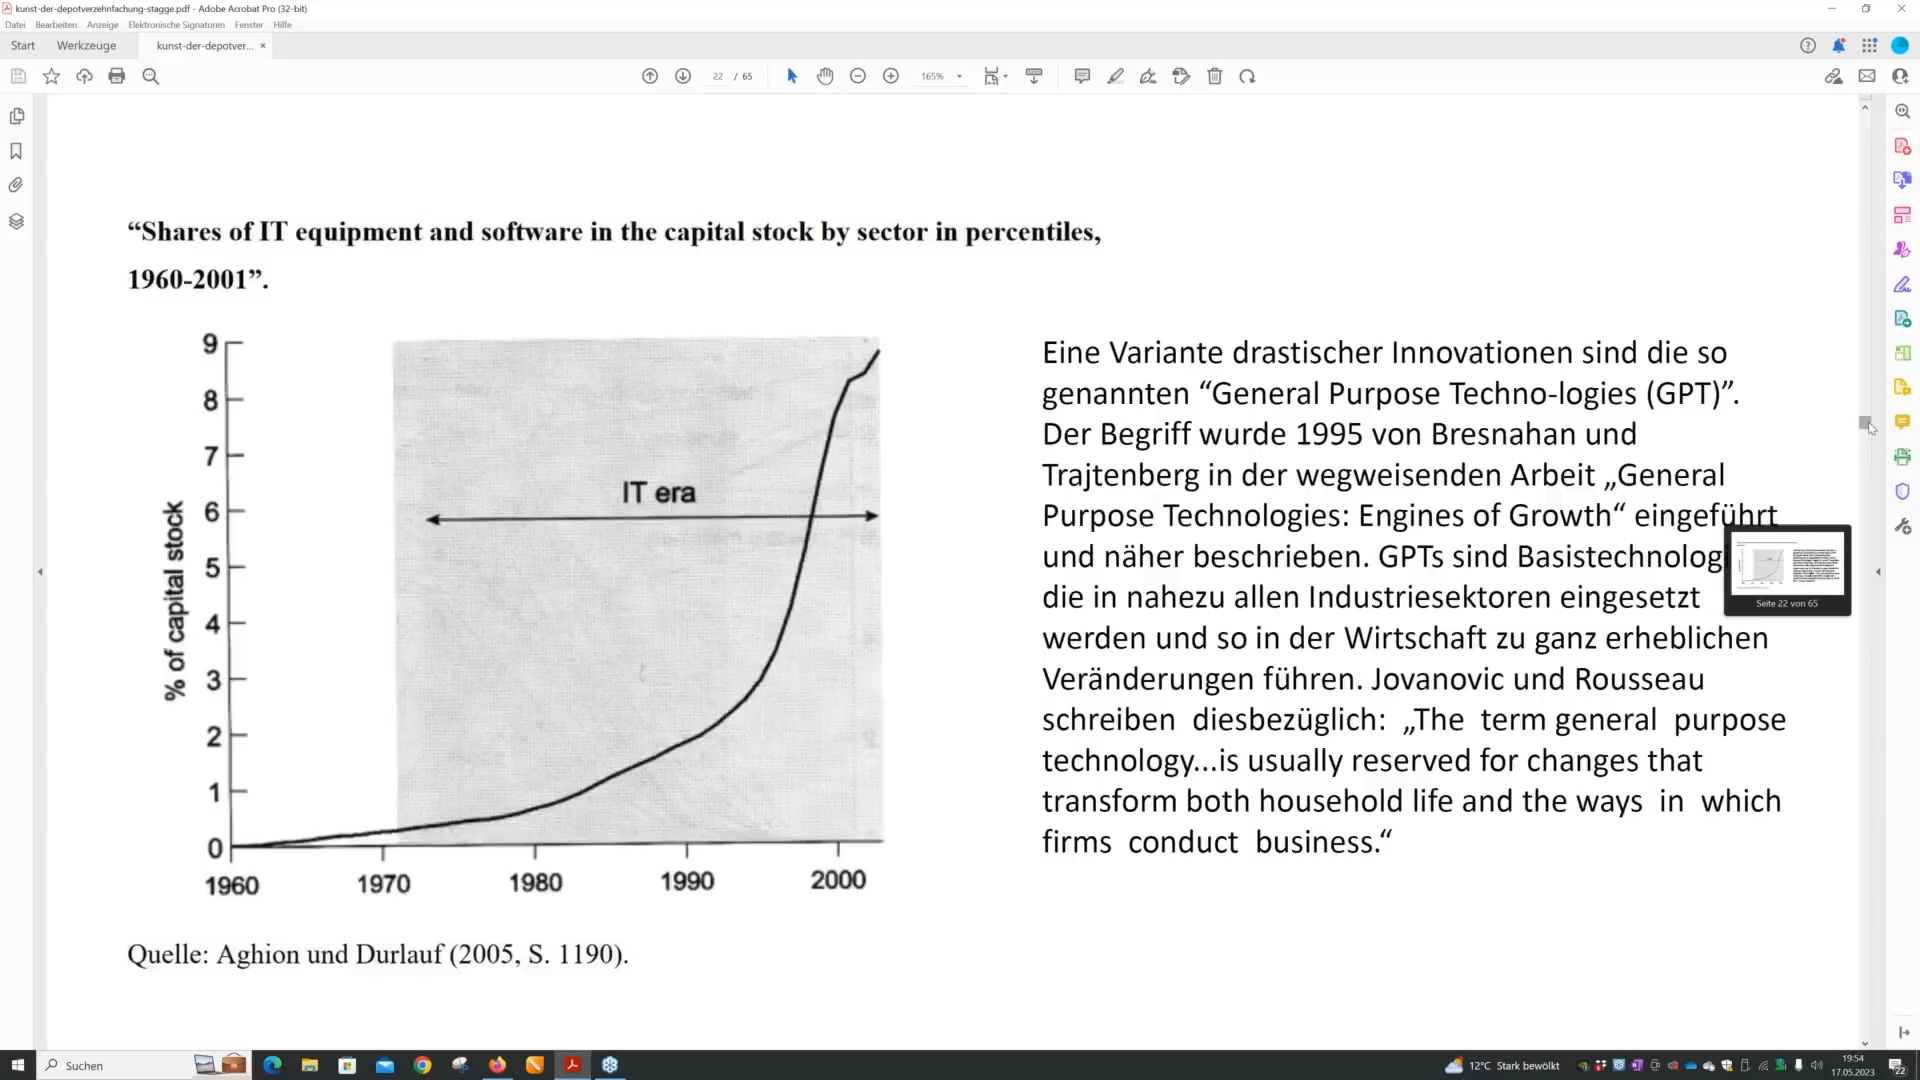 kunst-der-depotverzehnfachung-stagge.pdf - Adobe Acrobat Pro (32-bit)
Datei Bearbeiten Anzeige Elektronische Signaturen Fenster Hilfe
Start Werkzeuge kunst-der-depotver... ×
22 / 65 165%
“Shares of IT equipment and software in the capital stock by sector in percentiles,
1960-2001”.
9
8
7
6
5
4
3
2
1
0
% of capital stock
IT era
1960 1970 1980 1990 2000
Quelle: Aghion und Durlauf (2005, S. 1190).
Eine Variante drastischer Innovationen sind die so
genannten “General Purpose Techno-logies (GPT)”.
Der Begriff wurde 1995 von Bresnahan und
Trajtenberg in der wegweisenden Arbeit „General
Purpose Technologies: Engines of Growth“ eingeführt
und näher beschrieben. GPTs sind Basistechnolog
die in nahezu allen Industriesektoren eingesetzt
werden und so in der Wirtschaft zu ganz erheblichen
Veränderungen führen. Jovanovic und Rousseau
schreiben diesbezüglich: „The term general purpose
technology...is usually reserved for changes that
transform both household life and the ways in which
firms conduct business.“
Seite 22 von 65
Suchen
12°C Stark bewölkt
19:54
17.05.2023
22